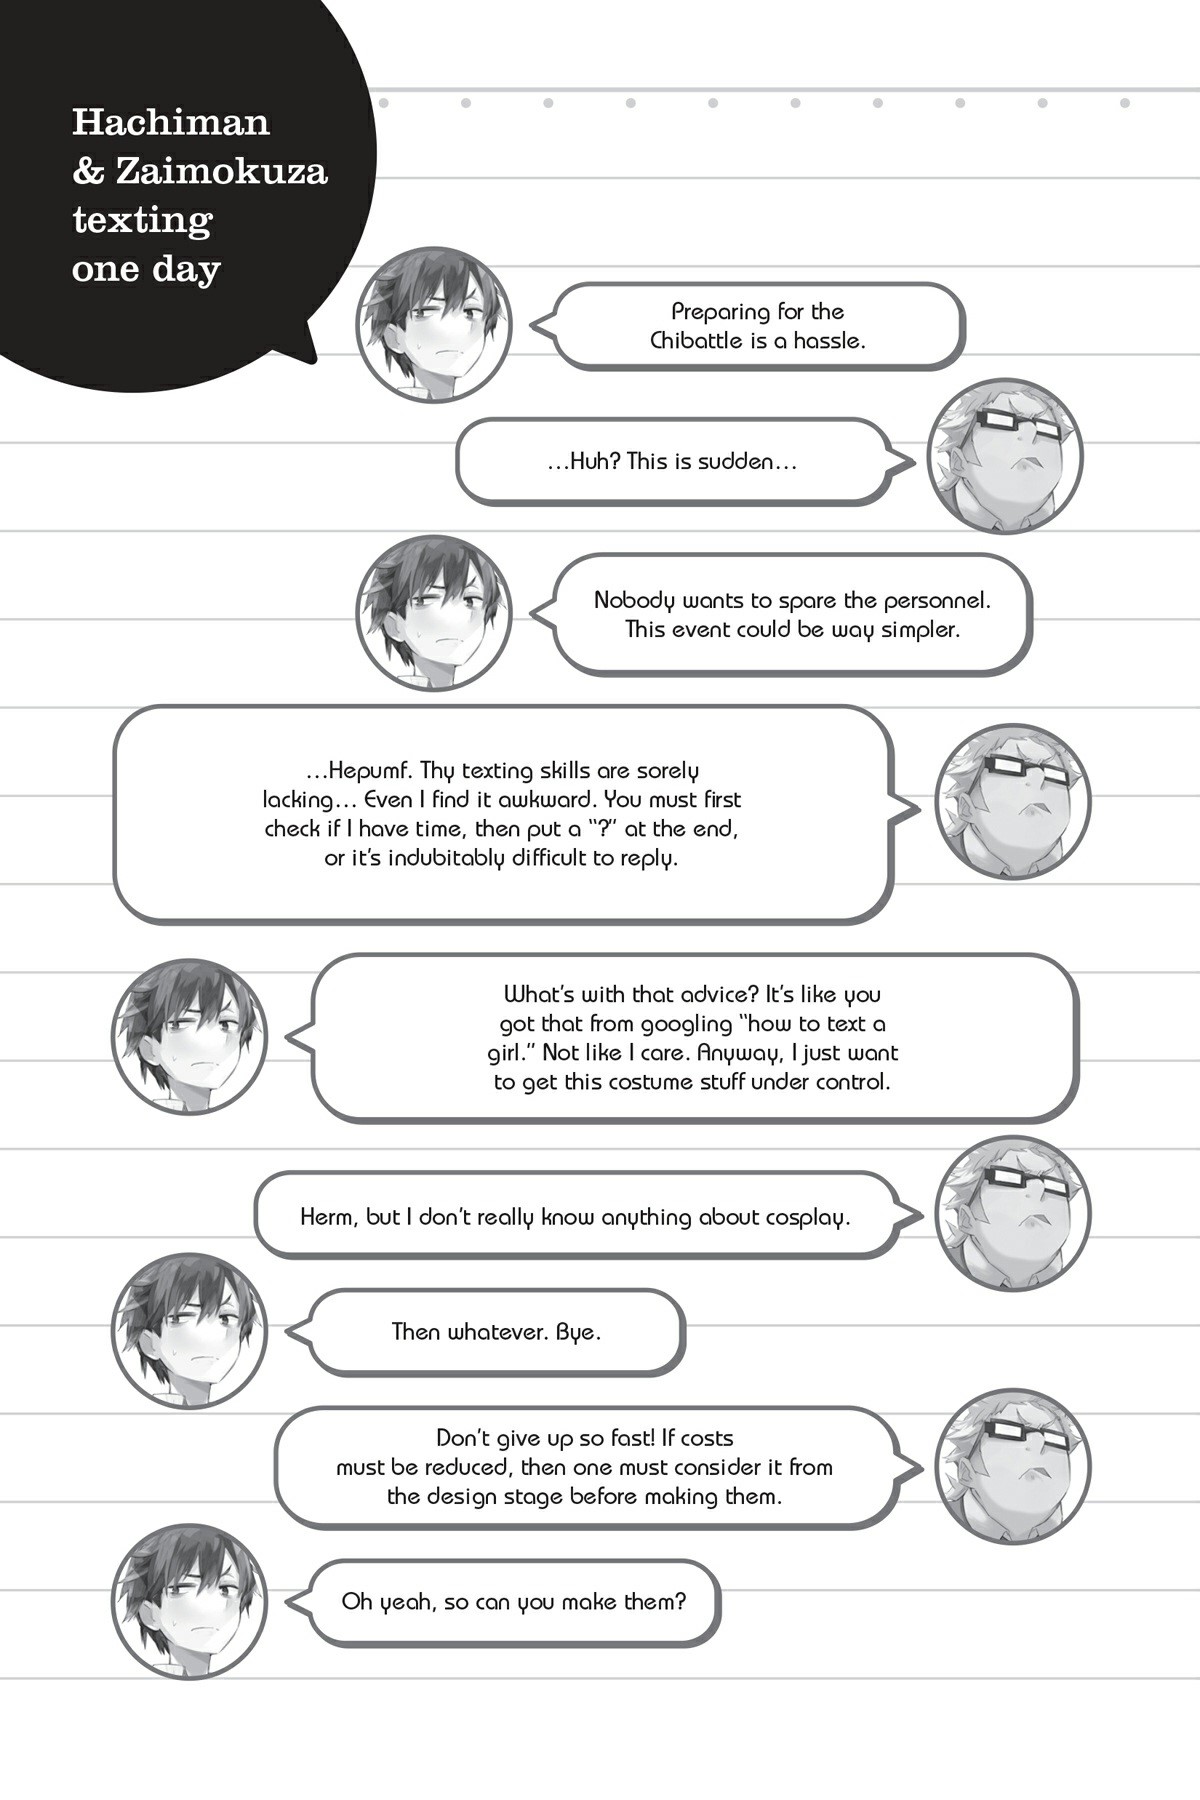 Hachiman
& Zaimokuza
texting
one day
Preparing for the
Chibattle is a hassle.
...Huh? This is sudden...
Nobody wants to spare the personnel.
This event could be way simpler.
...Hepumf. Thy texting skills are sorely
lacking... Even I find it awkward. You must first
check if I have time, then put a “?” at the end,
or it’s indubitably difficult to reply.
What’s with that advice? It’s like you
got that from googling “how to text a
girl.” Not like I care. Anyway, I just want
to get this costume stuff under control.
Herm, but I don’t really know anything about cosplay.
Then whatever. Bye.
Don’t give up so fast! If costs
must be reduced, then one must consider it from
the design stage before making them.
Oh yeah, so can you make them?